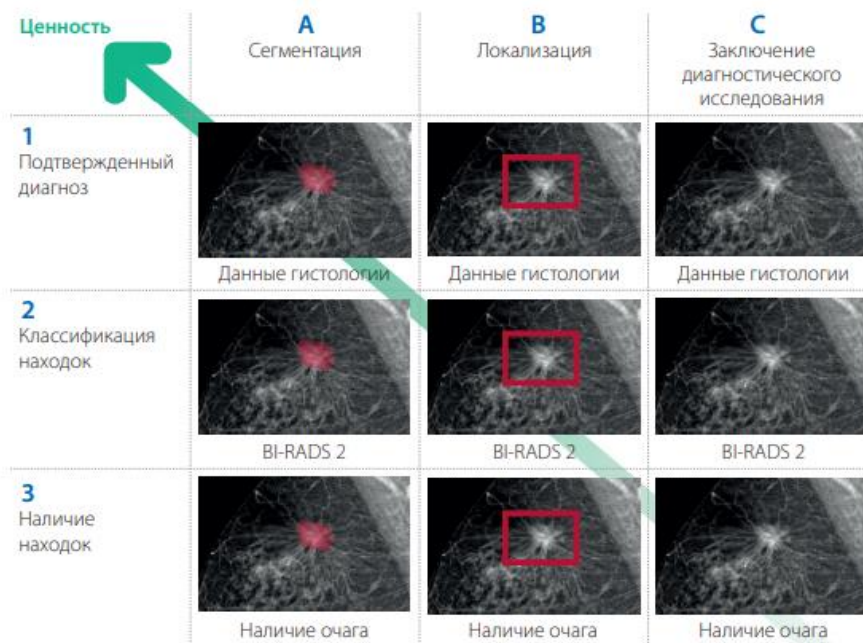 Ценность
A
Сегментация
B
Локализация
C
Заключение
диагностического
исследования
1
Подтвержденный
диагноз
Данные гистологии
Данные гистологии
Данные гистологии
2
Классификация
находок
BI-RADS 2
BI-RADS 2
BI-RADS 2
3
Наличие
находок
Наличие очага
Наличие очага
Наличие очага